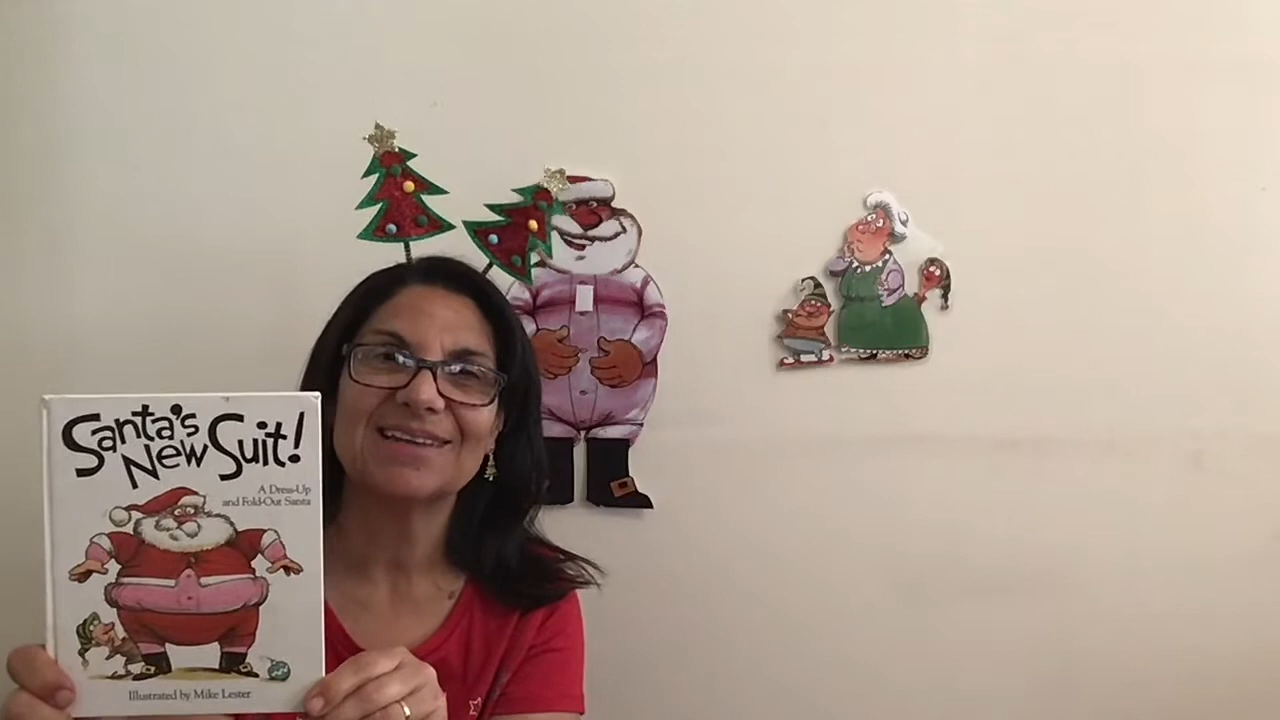 Santa's
New Suit!
A Dress-Up
and Fold-Out Santa
Illustrated by Mike Lester